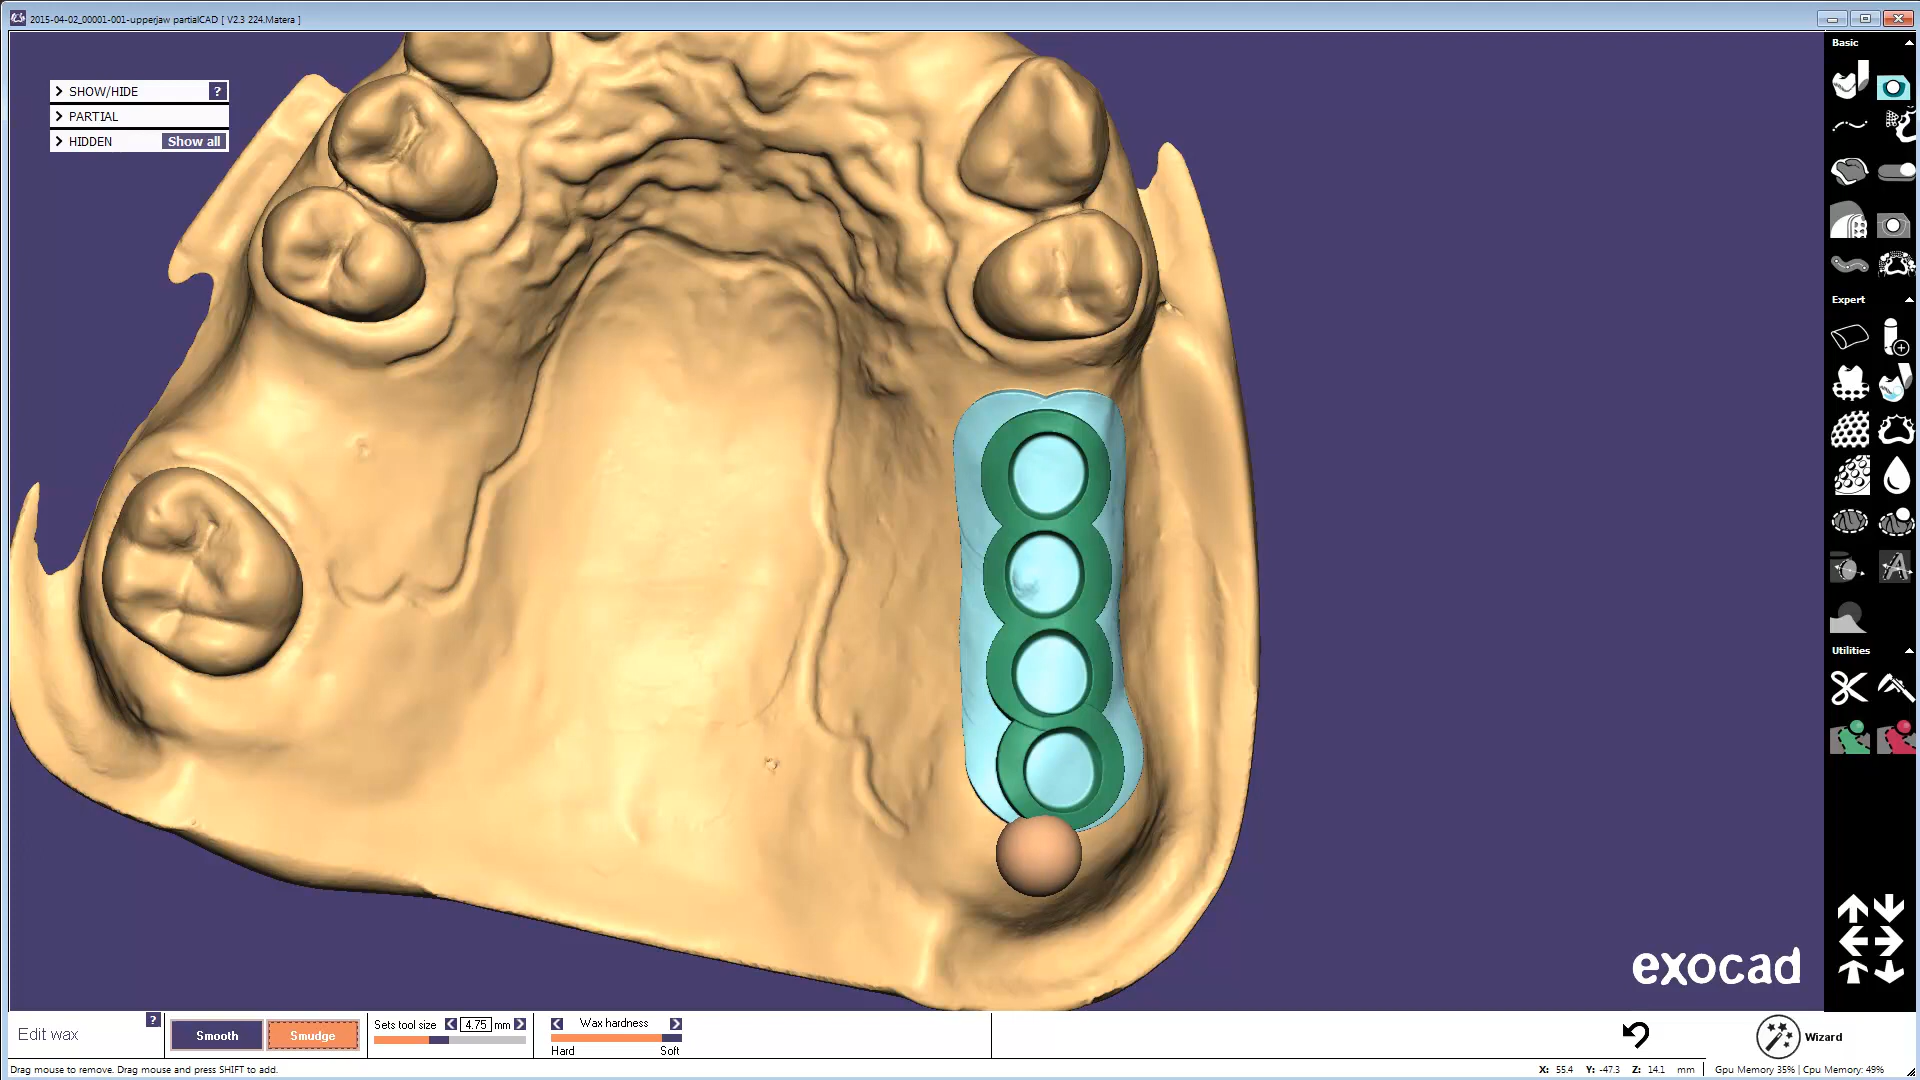 2015-04-02_00001-001-upperjaw partialCAD [ V2.3 224.Matera ]
Basic
SHOW/HIDE ?
PARTIAL
HIDDEN Show all
Expert
Utilities
exocad
Edit wax ?
Smooth Smudge
Sets tool size 4.75 mm
Wax hardness
Hard Soft
Wizard
Drag mouse to remove. Drag mouse and press SHIFT to add.
X: 55.4 Y: -47.3 Z: 14.1 mm
Gpu Memory 35% | Cpu Memory: 49%